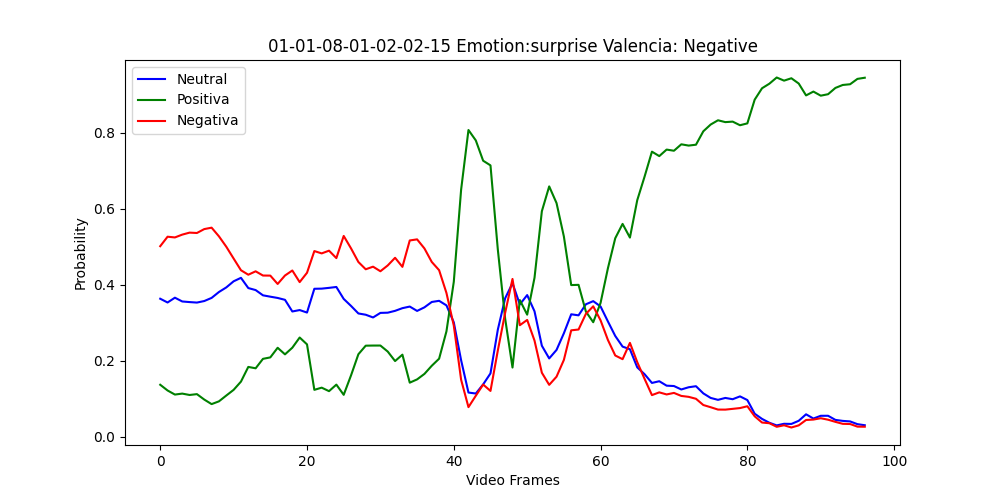 01-01-08-01-02-02-15 Emotion:surprise Valencia: Negative
Neutral
Positiva
Negativa
Probability
0.8
0.6
0.4
0.2
0.0
0 20 40 60 80 100
Video Frames